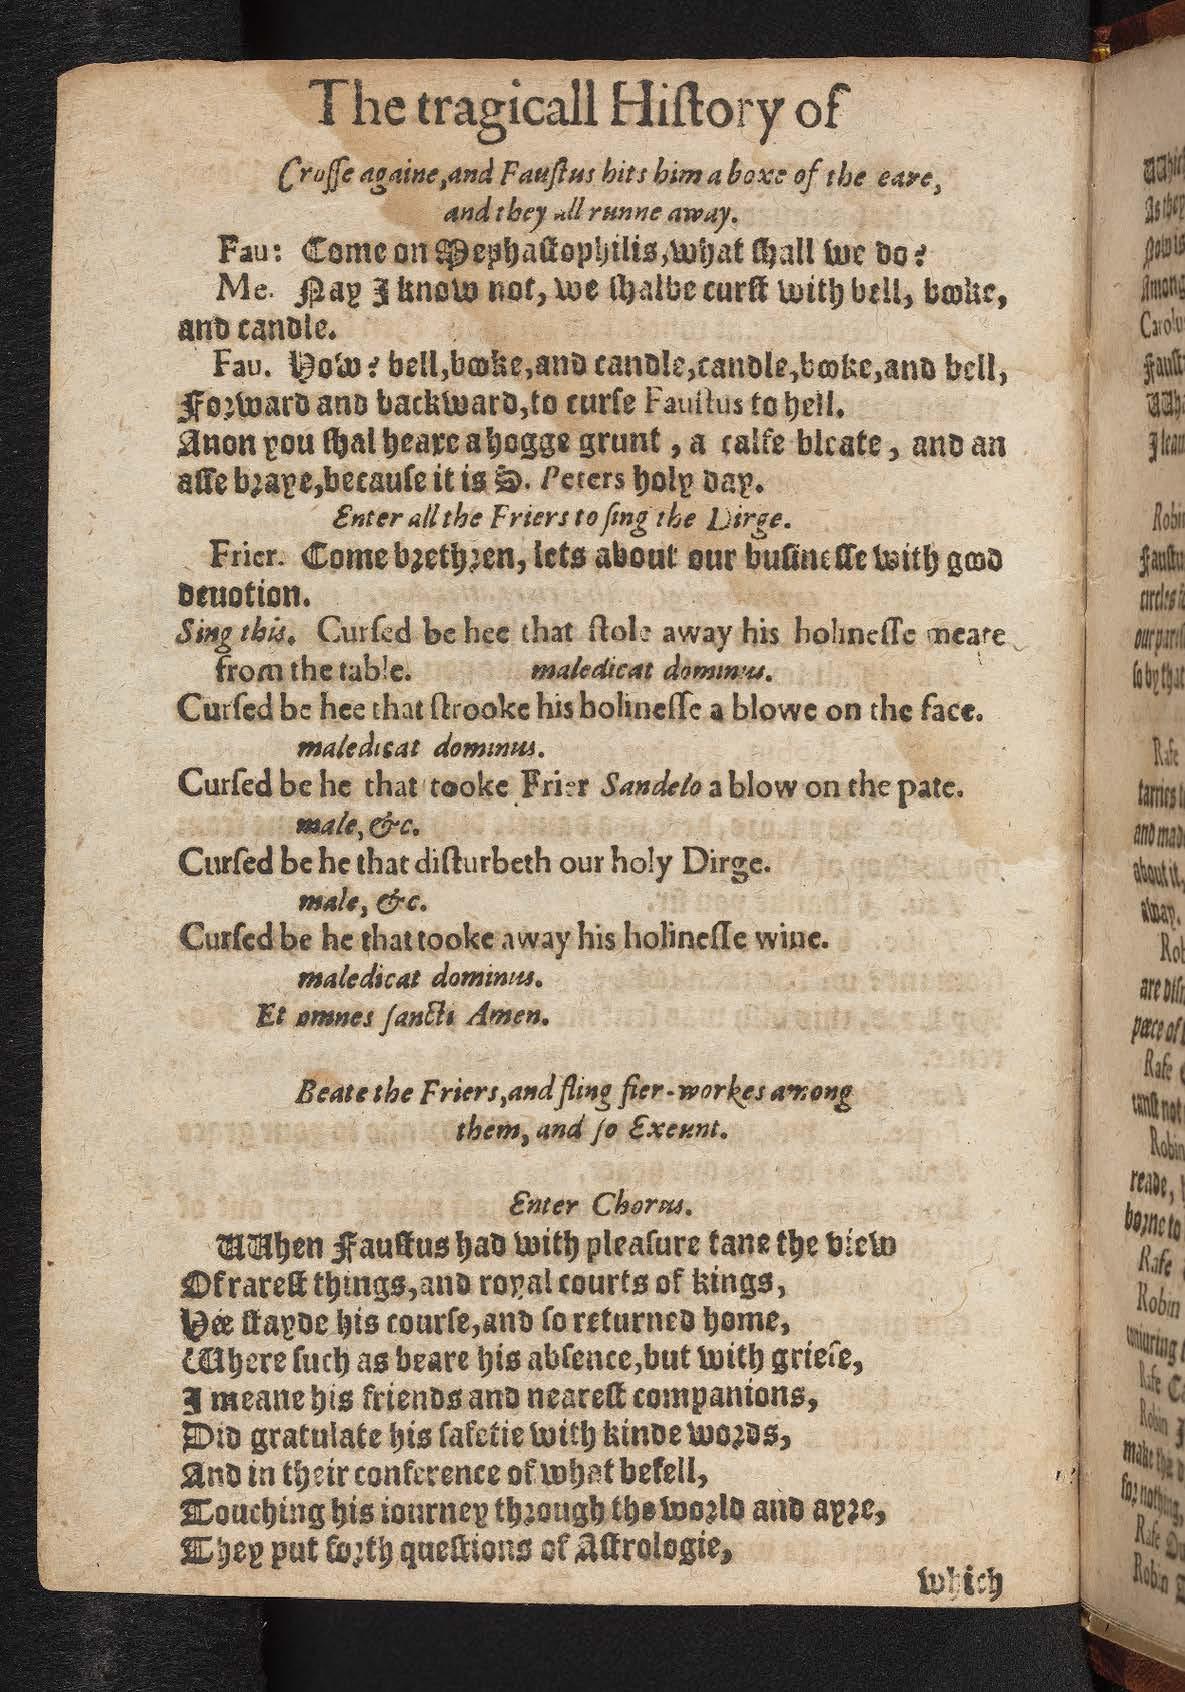 The tragicall Hiſtory of
Croſſe againe, and Fauſtus hits him a boxe of the eare,
and they all runne away.
Fau: Come on Mephaſtophilis, what ſhall we do?
Me. Nay I know not, we ſhalbe curſt with bell, booke,
and candle.
Fau. How? bell, booke, and candle, candle, booke, and bell,
Forward and backward, to curſe Fauſtus to hell.
Anon you ſhal heare a hogge grunt, a calfe bleate, and an
aſſe braye, becauſe it is S. Peters holy day.
Enter all the Friers to ſing the Dirge.
Frier. Come brethren, lets about our buſineſſe with good
deuotion.
Sing this. Curſed be hee that ſtole away his holineſſe meate
from the table. maledicat dominus.
Curſed be hee that ſtrooke his holineſſe a blowe on the face.
maledicat dominus.
Curſed be he that tooke Frier Sandelo a blow on the pate.
male, &c.
Curſed be he that diſturbeth our holy Dirge.
male, &c.
Curſed be he that tooke away his holineſſe wine.
maledicat dominus.
Et omnes ſancti Amen.
Beate the Friers, and fling fier-workes among
them, and ſo Exeunt.
Enter Chorus.
VVhen Fauſtus had with pleaſure tane the view
Of rareſt things, and royal courts of kings,
Hee ſtayde his courſe, and ſo returned home,
Where ſuch as beare his abſence, but with griefe,
I meane his friends and neareſt companions,
Did gratulate his ſafetie with kinde words,
And in their conference of what befell,
Touching his iourney through the world and ayre,
They put forth queſtions of Aſtrologie,
which
Robin
Rafe
about it,
away.
Rafe
Robin
Rafe
Robin
Rafe
Robin